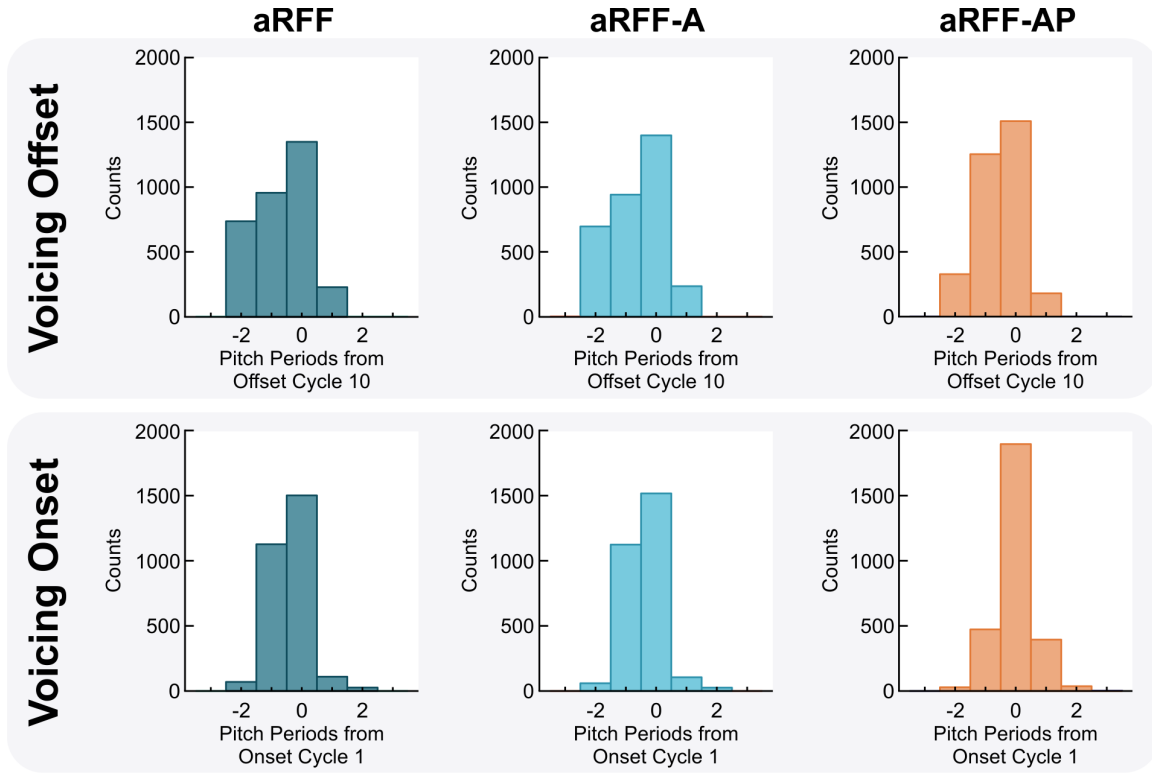 aRFF
aRFF-A
aRFF-AP
Voicing Offset
Counts
2000
1500
1000
500
0
-2 0 2
Pitch Periods from
Offset Cycle 10
Counts
2000
1500
1000
500
0
-2 0 2
Pitch Periods from
Offset Cycle 10
Counts
2000
1500
1000
500
0
-2 0 2
Pitch Periods from
Offset Cycle 10
Voicing Onset
Counts
2000
1500
1000
500
0
-2 0 2
Pitch Periods from
Onset Cycle 1
Counts
2000
1500
1000
500
0
-2 0 2
Pitch Periods from
Onset Cycle 1
Counts
2000
1500
1000
500
0
-2 0 2
Pitch Periods from
Onset Cycle 1